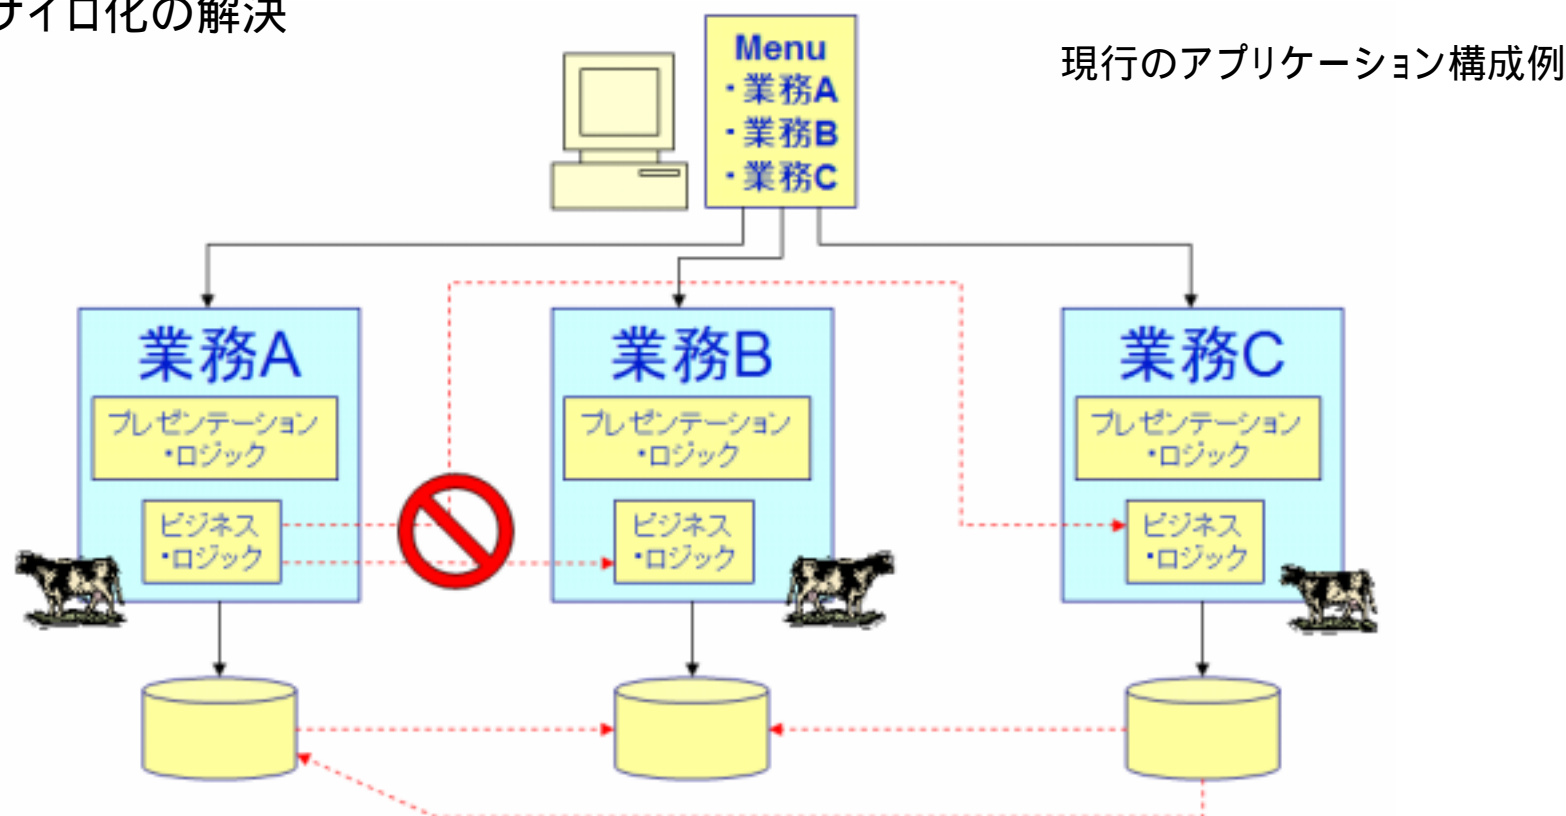 サイロ化の解決
現行のアプリケーション構成例
Menu
・業務A
・業務B
・業務C
業務A
プレゼンテーション
・ロジック
ビジネス
・ロジック
業務B
プレゼンテーション
・ロジック
ビジネス
・ロジック
業務C
プレゼンテーション
・ロジック
ビジネス
・ロジック